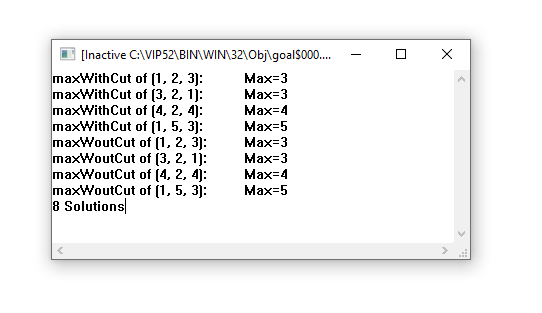 [Inactive C:\VIP52\BIN\WIN\32\Obj\goal$000....
maxWithCut of (1, 2, 3): Max=3
maxWithCut of (3, 2, 1): Max=3
maxWithCut of (4, 2, 4): Max=4
maxWithCut of (1, 5, 3): Max=5
maxWoutCut of (1, 2, 3): Max=3
maxWoutCut of (3, 2, 1): Max=3
maxWoutCut of (4, 2, 4): Max=4
maxWoutCut of (1, 5, 3): Max=5
8 Solutions